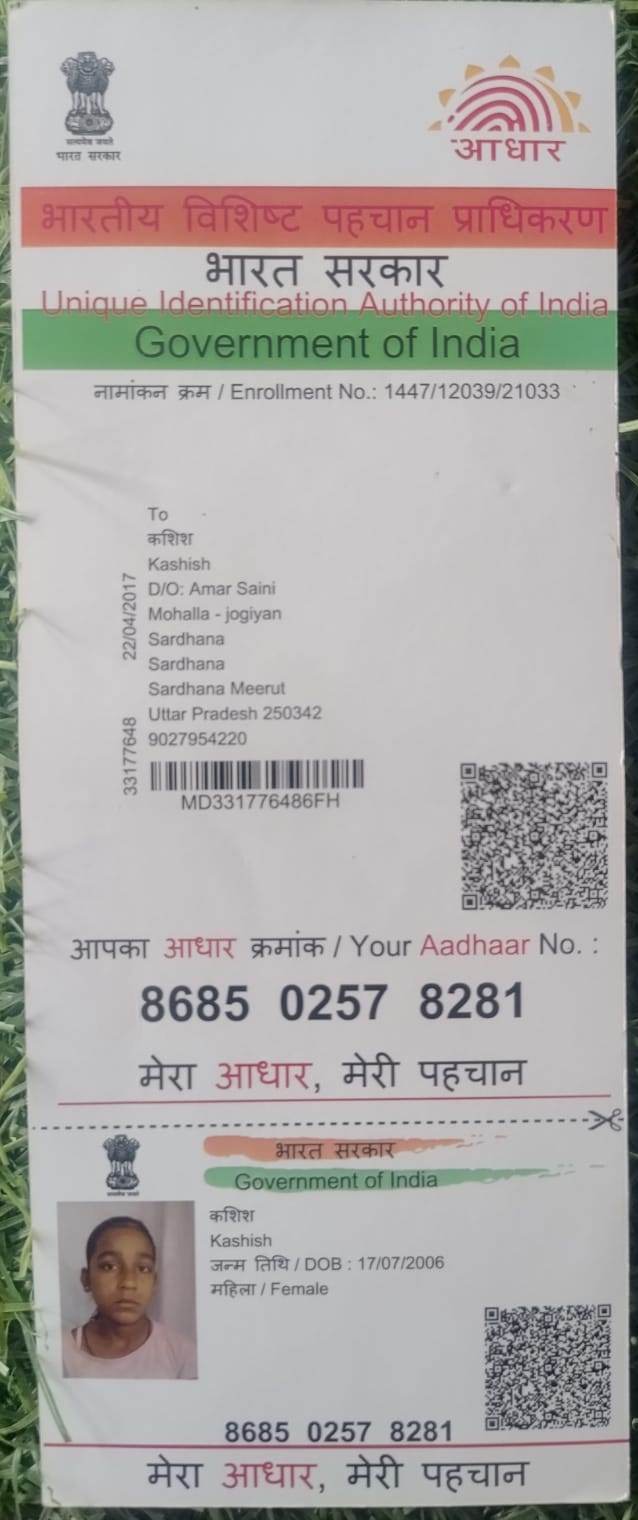 सत्यमेव जयते
भारत सरकार
आधार
भारतीय विशिष्ट पहचान प्राधिकरण
भारत सरकार
Unique Identification Authority of India
Government of India
नामांकन क्रम / Enrollment No.: 1447/12039/21033
To
कशिश
Kashish
D/O: Amar Saini
Mohalla - jogiyan
Sardhana
Sardhana
Sardhana Meerut
Uttar Pradesh 250342
9027954220
22/04/2017
33177648
MD331776486FH
आपका आधार क्रमांक / Your Aadhaar No. :
8685 0257 8281
मेरा आधार, मेरी पहचान
सत्यमेव जयते
भारत सरकार
Government of India
कशिश
Kashish
जन्म तिथि / DOB : 17/07/2006
महिला / Female
8685 0257 8281
मेरा आधार, मेरी पहचान